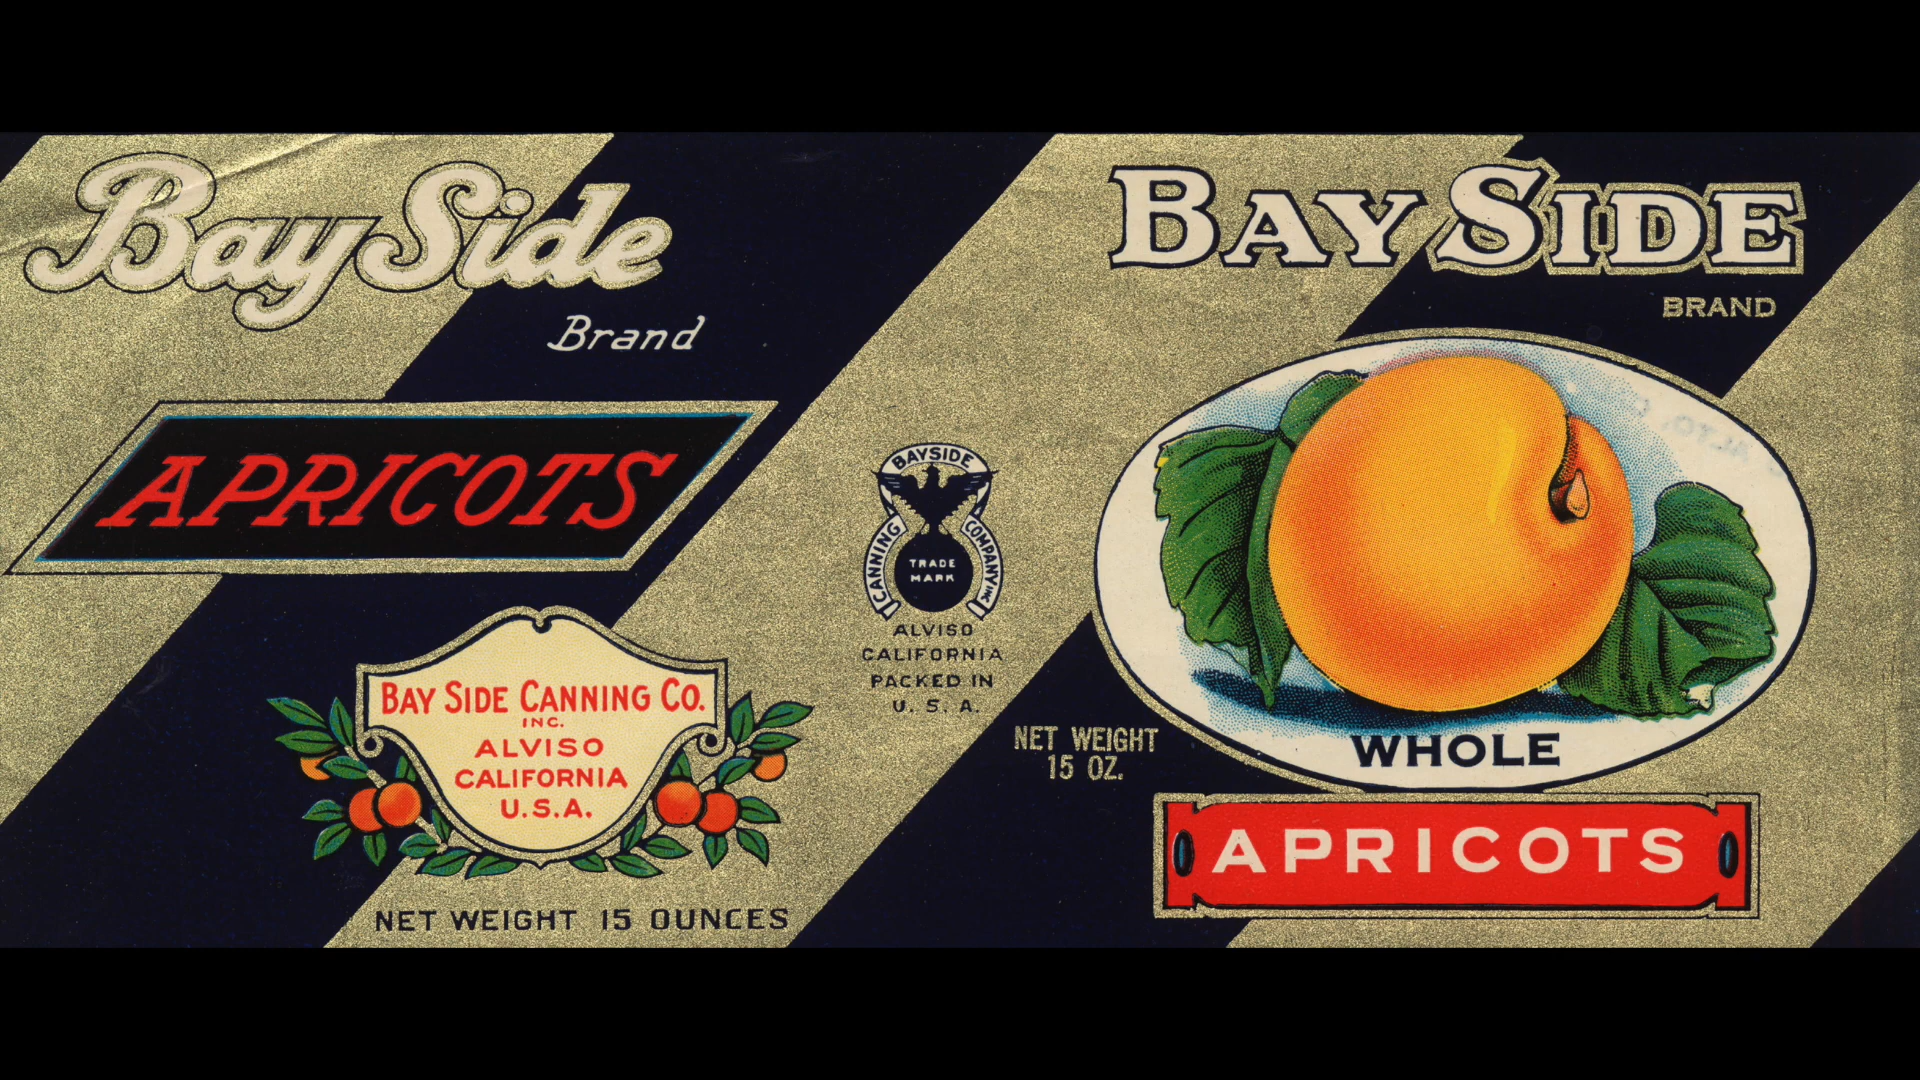 Bay Side
Brand
APRICOTS
BAY SIDE CANNING CO.
INC.
ALVISO
CALIFORNIA
U.S.A.
NET WEIGHT 15 OUNCES
BAYSIDE
CANNING COMPANY INC
TRADE
MARK
ALVISO
CALIFORNIA
PACKED IN
U. S. A.
BAY SIDE
BRAND
NET WEIGHT
15 OZ.
WHOLE
APRICOTS